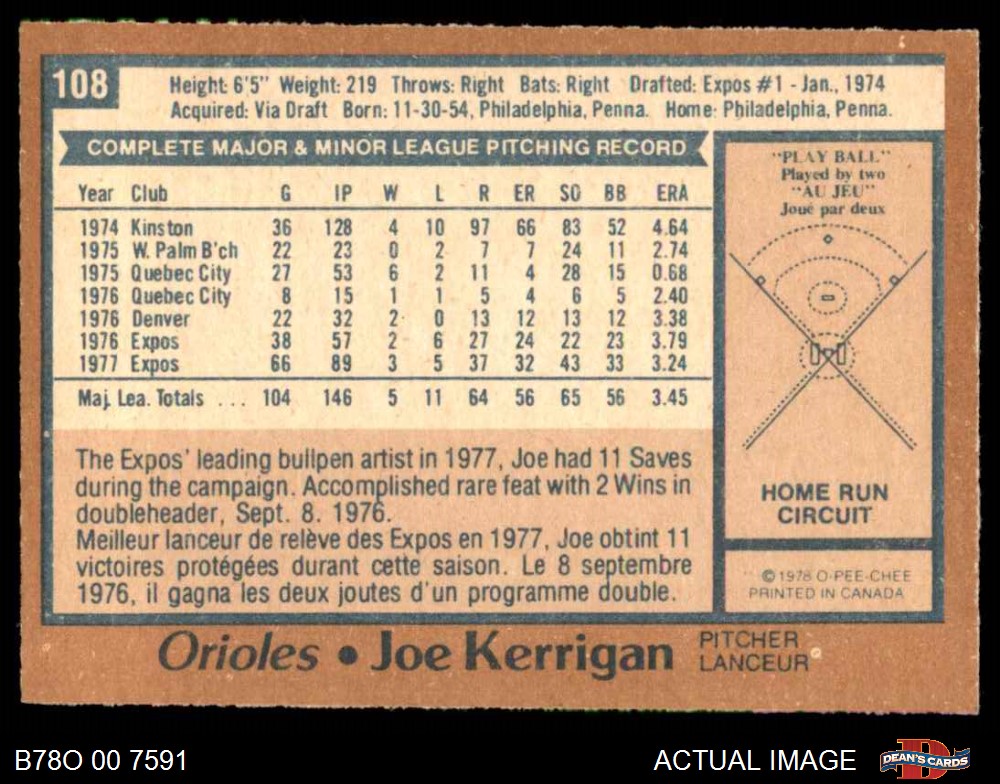 108
Height: 6'5" Weight: 219 Throws: Right Bats: Right Drafted: Expos #1 - Jan., 1974
Acquired: Via Draft Born: 11-30-54, Philadelphia, Penna. Home: Philadelphia, Penna.
COMPLETE MAJOR & MINOR LEAGUE PITCHING RECORD
Year Club G IP W L R ER SO BB ERA
1974 Kinston 36 128 4 10 97 66 83 52 4.64
1975 W. Palm B'ch 22 23 0 2 7 7 24 11 2.74
1975 Quebec City 27 53 6 2 11 4 28 15 0.68
1976 Quebec City 8 15 1 1 5 4 6 5 2.40
1976 Denver 22 32 2 0 13 12 13 12 3.38
1976 Expos 38 57 2 6 27 24 22 23 3.79
1977 Expos 66 89 3 5 37 32 43 33 3.24
Maj. Lea. Totals ... 104 146 5 11 64 56 65 56 3.45
The Expos' leading bullpen artist in 1977, Joe had 11 Saves
during the campaign. Accomplished rare feat with 2 Wins in
doubleheader, Sept. 8. 1976.
Meilleur lanceur de relève des Expos en 1977, Joe obtint 11
victoires protégées durant cette saison. Le 8 septembre
1976, il gagna les deux joutes d'un programme double.
"PLAY BALL"
Played by two
"AU JEU"
Joué par deux
HOME RUN
CIRCUIT
©1978 O-PEE-CHEE
PRINTED IN CANADA
Orioles • Joe Kerrigan PITCHER
LANCEUR
B78O 00 7591
ACTUAL IMAGE
DEAN'S CARDS